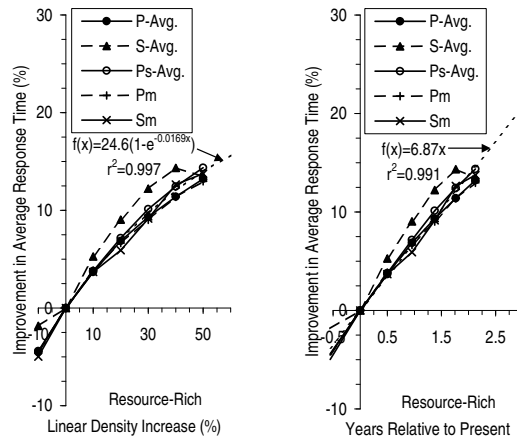 30
20
10
0
-10
-10
10
20
30
40
50
Improvement in Average Response Time (%)
P-Avg.
S-Avg.
Ps-Avg.
Pm
Sm
f(x)=24.6(1-e^-0.0169x)
r²=0.997
Resource-Rich
Linear Density Increase (%)
30
20
10
0
-10
-0.5
0.5
1.5
2.5
Improvement in Average Response Time (%)
P-Avg.
S-Avg.
Ps-Avg.
Pm
Sm
f(x)=6.87x
r²=0.991
Resource-Rich
Years Relative to Present